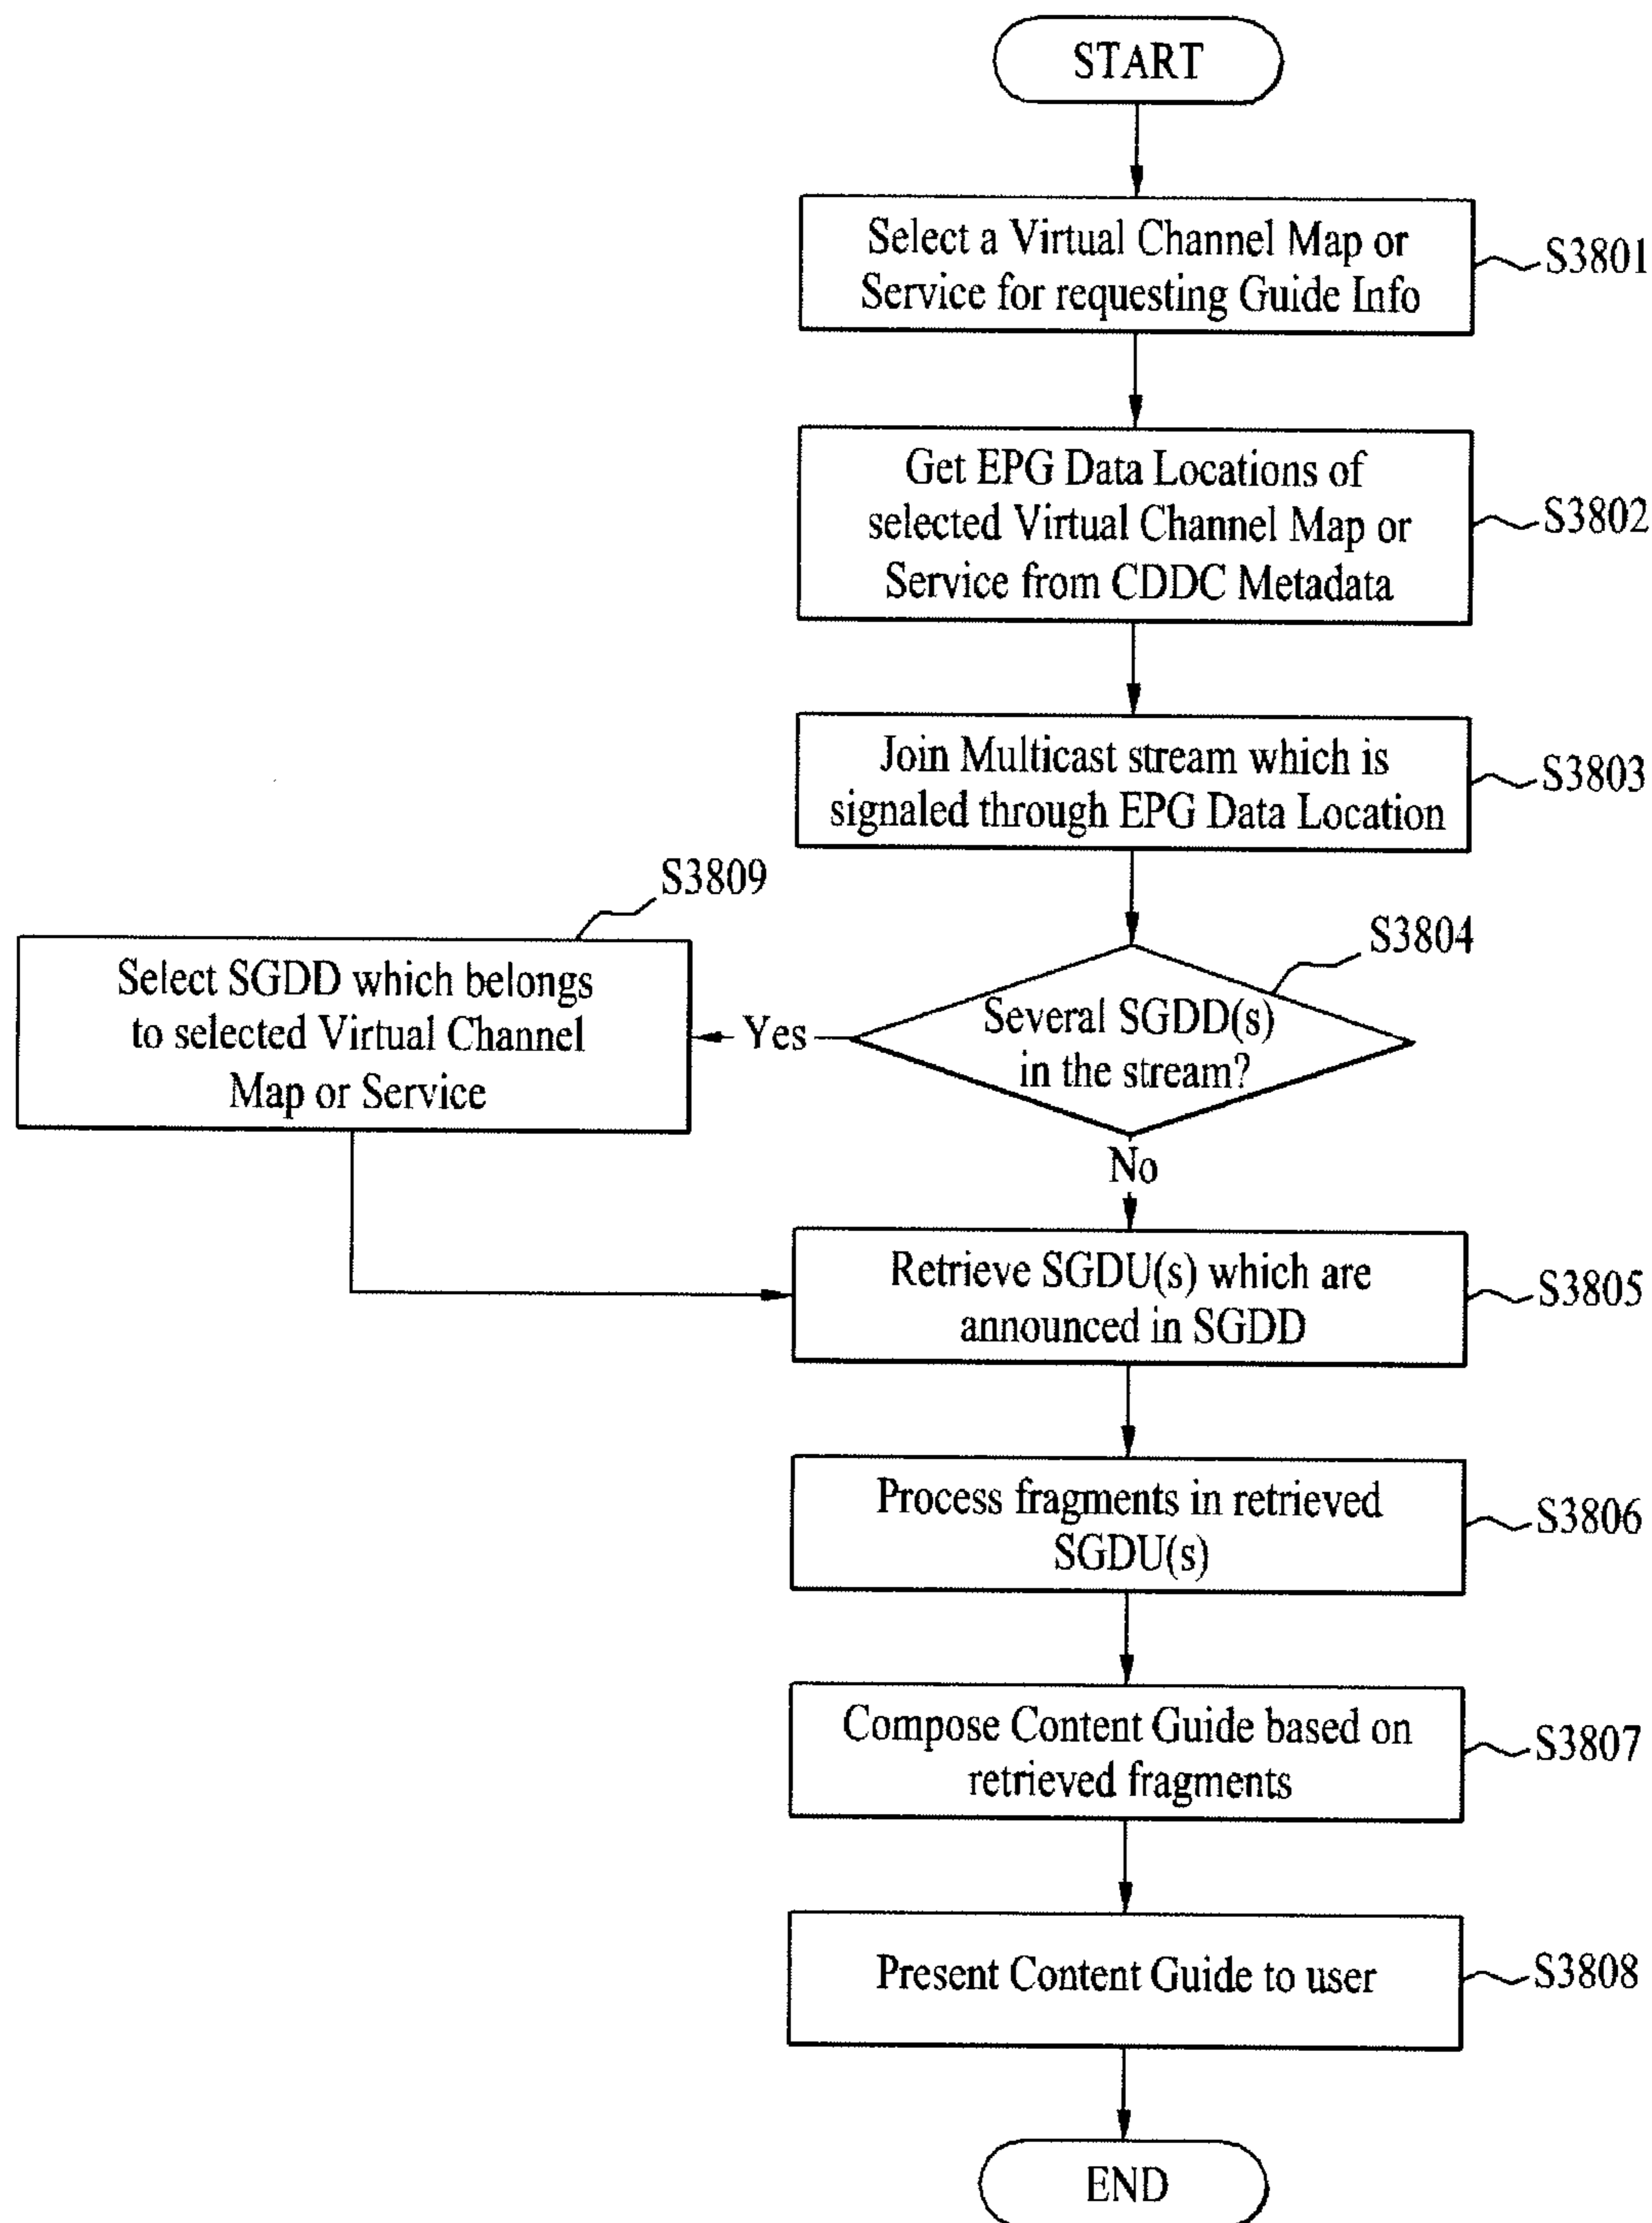 START
Select a Virtual Channel Map or
Service for requesting Guide Info
S3801
Get EPG Data Locations of
selected Virtual Channel Map or
Service from CDDC Metadata
S3802
Join Multicast stream which is
signaled through EPG Data Location
S3803
S3809
Select SGDD which belongs
to selected Virtual Channel
Map or Service
Yes
S3804
Several SGDD(s)
in the stream?
No
Retrieve SGDU(s) which are
announced in SGDD
S3805
Process fragments in retrieved
SGDU(s)
S3806
Compose Content Guide based on
retrieved fragments
S3807
Present Content Guide to user
S3808
END